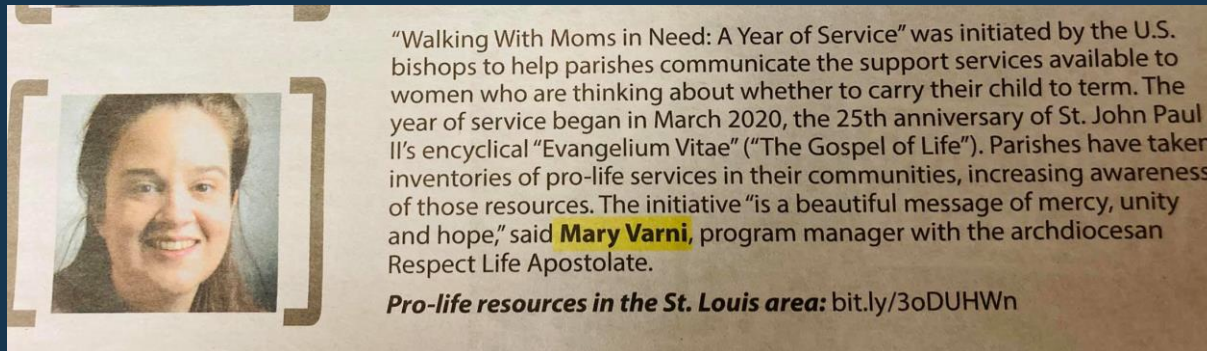 “Walking With Moms in Need: A Year of Service” was initiated by the U.S.
bishops to help parishes communicate the support services available to
women who are thinking about whether to carry their child to term. The
year of service began in March 2020, the 25th anniversary of St. John Paul
II’s encyclical “Evangelium Vitae” (“The Gospel of Life”). Parishes have taken
inventories of pro-life services in their communities, increasing awareness
of those resources. The initiative “is a beautiful message of mercy, unity
and hope,” said Mary Varni, program manager with the archdiocesan
Respect Life Apostolate.
Pro-life resources in the St. Louis area: bit.ly/3oDUHWn